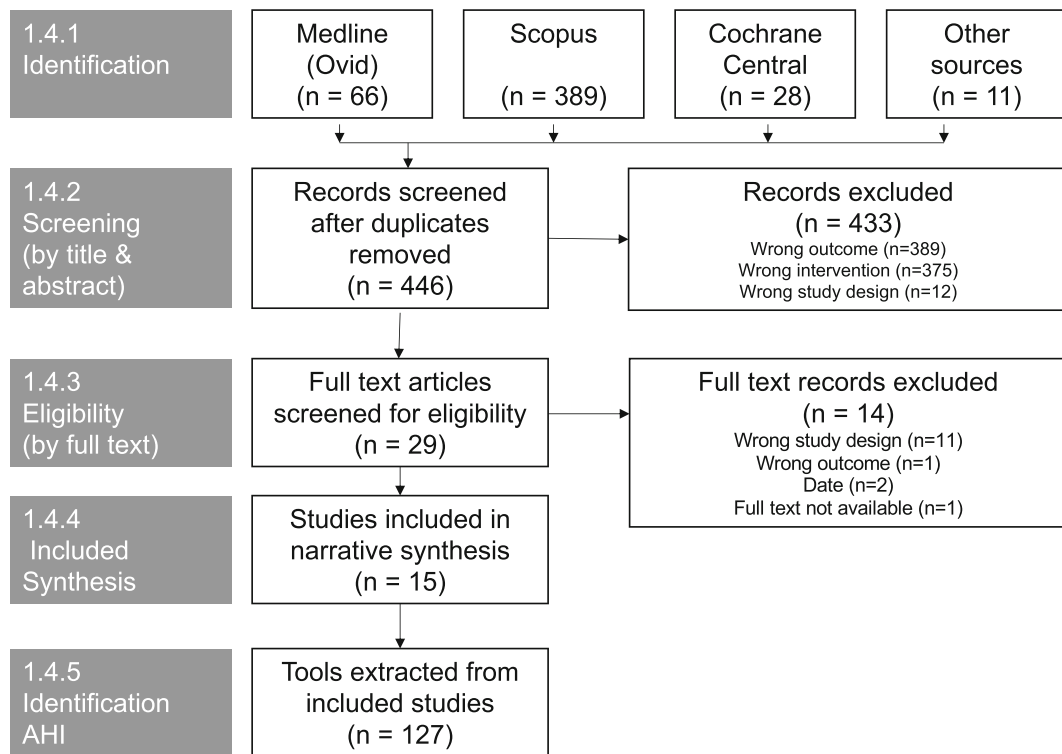 1.4.1
Identification
Medline
(Ovid)
(n = 66)
Scopus
(n = 389)
Cochrane
Central
(n = 28)
Other
sources
(n = 11)
1.4.2
Screening
(by title &
abstract)
Records screened
after duplicates
removed
(n = 446)
Records excluded
(n = 433)
Wrong outcome (n=389)
Wrong intervention (n=375)
Wrong study design (n=12)
1.4.3
Eligibility
(by full text)
Full text articles
screened for eligibility
(n = 29)
Full text records excluded
(n = 14)
Wrong study design (n=11)
Wrong outcome (n=1)
Date (n=2)
Full text not available (n=1)
1.4.4
Included
Synthesis
Studies included in
narrative synthesis
(n = 15)
1.4.5
Identification
AHI
Tools extracted from
included studies
(n = 127)